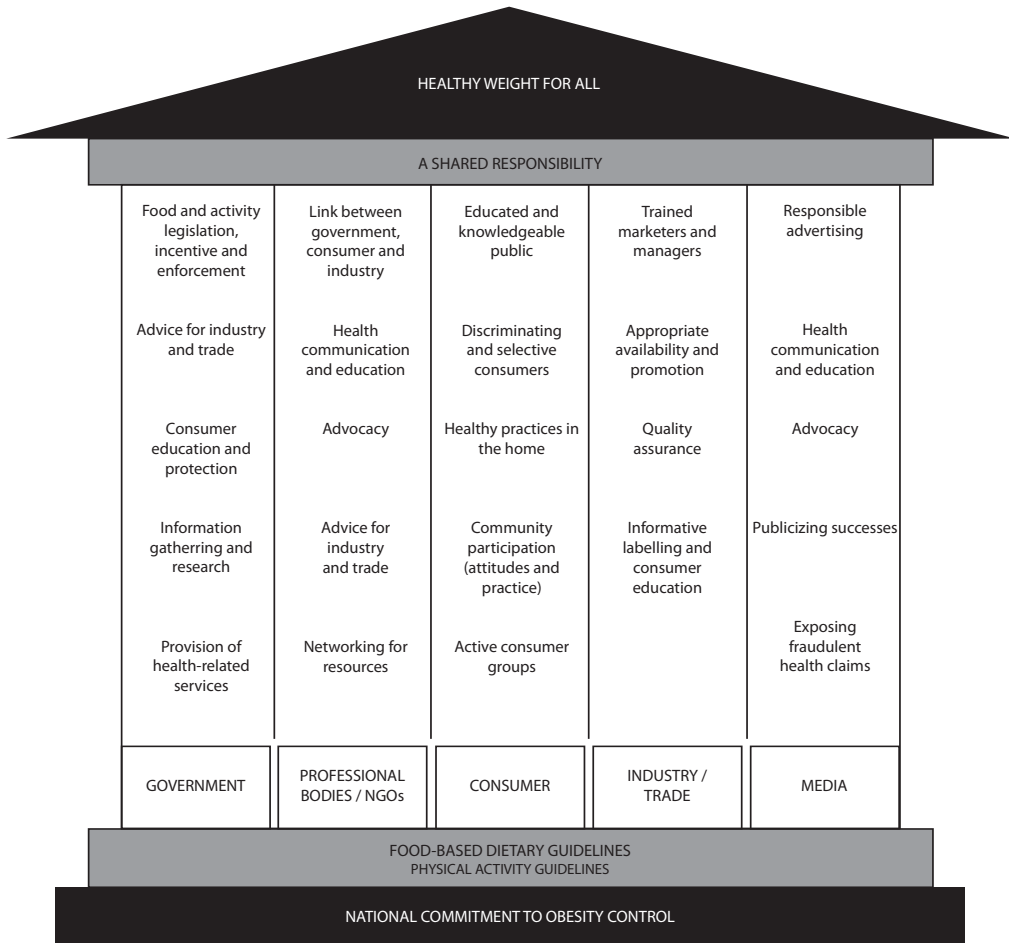 HEALTHY WEIGHT FOR ALL
A SHARED RESPONSIBILITY
Food and activity
legislation,
incentive and
enforcement
Advice for industry
and trade
Consumer
education and
protection
Information
gatherring and
research
Provision of
health-related
services
GOVERNMENT
Link between
government,
consumer and
industry
Health
communication
and education
Advocacy
Advice for
industry
and trade
Networking for
resources
PROFESSIONAL
BODIES / NGOs
Educated and
knowledgeable
public
Discriminating
and selective
consumers
Healthy practices in
the home
Community
participation
(attitudes and
practice)
Active consumer
groups
CONSUMER
Trained
marketers and
managers
Appropriate
availability and
promotion
Quality
assurance
Informative
labelling and
consumer
education
INDUSTRY /
TRADE
Responsible
advertising
Health
communication
and education
Advocacy
Publicizing successes
Exposing
fraudulent
health claims
MEDIA
FOOD-BASED DIETARY GUIDELINES
PHYSICAL ACTIVITY GUIDELINES
NATIONAL COMMITMENT TO OBESITY CONTROL